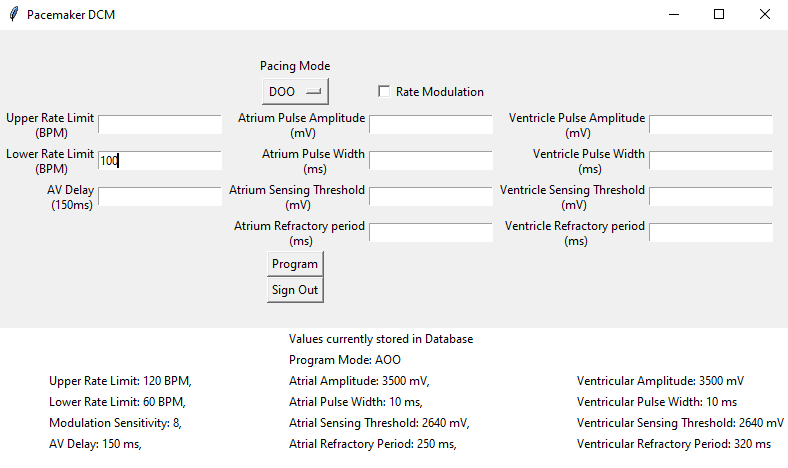 Pacemaker DCM
Pacing Mode
DOO
Rate Modulation
Upper Rate Limit
(BPM)
Atrium Pulse Amplitude
(mV)
Ventricle Pulse Amplitude
(mV)
Lower Rate Limit
(BPM)
100
Atrium Pulse Width
(ms)
Ventricle Pulse Width
(ms)
AV Delay
(150ms)
Atrium Sensing Threshold
(mV)
Ventricle Sensing Threshold
(mV)
Atrium Refractory period
(ms)
Ventricle Refractory period
(ms)
Program
Sign Out
Values currently stored in Database
Program Mode: AOO
Upper Rate Limit: 120 BPM, Atrial Amplitude: 3500 mV, Ventricular Amplitude: 3500 mV
Lower Rate Limit: 60 BPM, Atrial Pulse Width: 10 ms, Ventricular Pulse Width: 10 ms
Modulation Sensitivity: 8, Atrial Sensing Threshold: 2640 mV, Ventricular Sensing Threshold: 2640 mV
AV Delay: 150 ms, Atrial Refractory Period: 250 ms, Ventricular Refractory Period: 320 ms